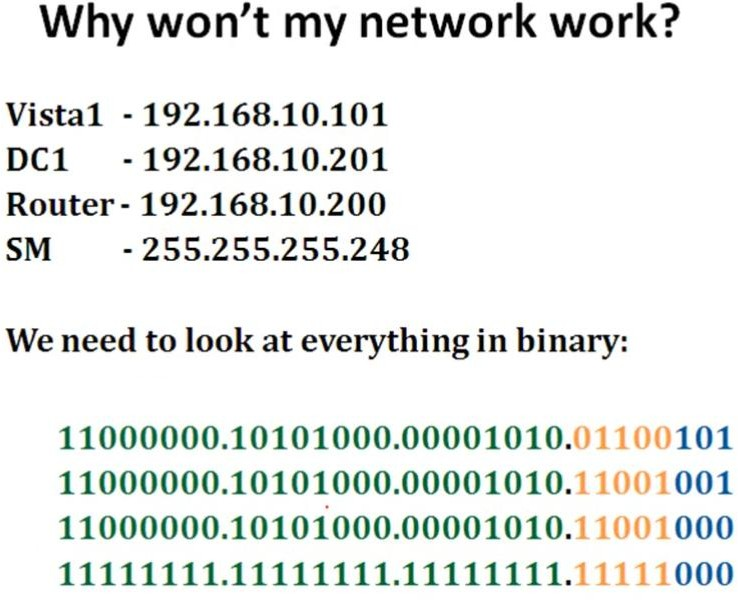 Why won't my network work?
Vista1 - 192.168.10.101
DC1 - 192.168.10.201
Router - 192.168.10.200
SM - 255.255.255.248
We need to look at everything in binary:
11000000.10101000.00001010.01100101
11000000.10101000.00001010.11001001
11000000.10101000.00001010.11001000
11111111.11111111.11111111.11111000